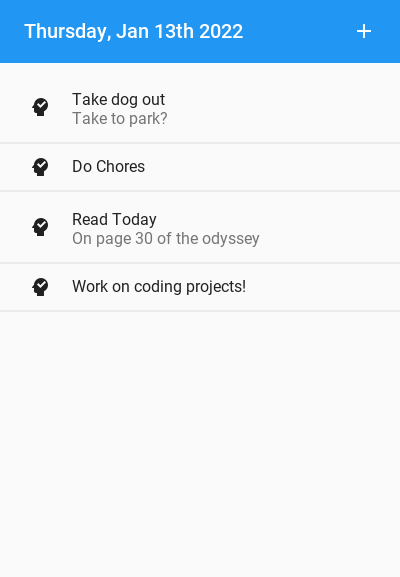 Thursday, Jan 13th 2022
Take dog out
Take to park?
Do Chores
Read Today
On page 30 of the odyssey
Work on coding projects!